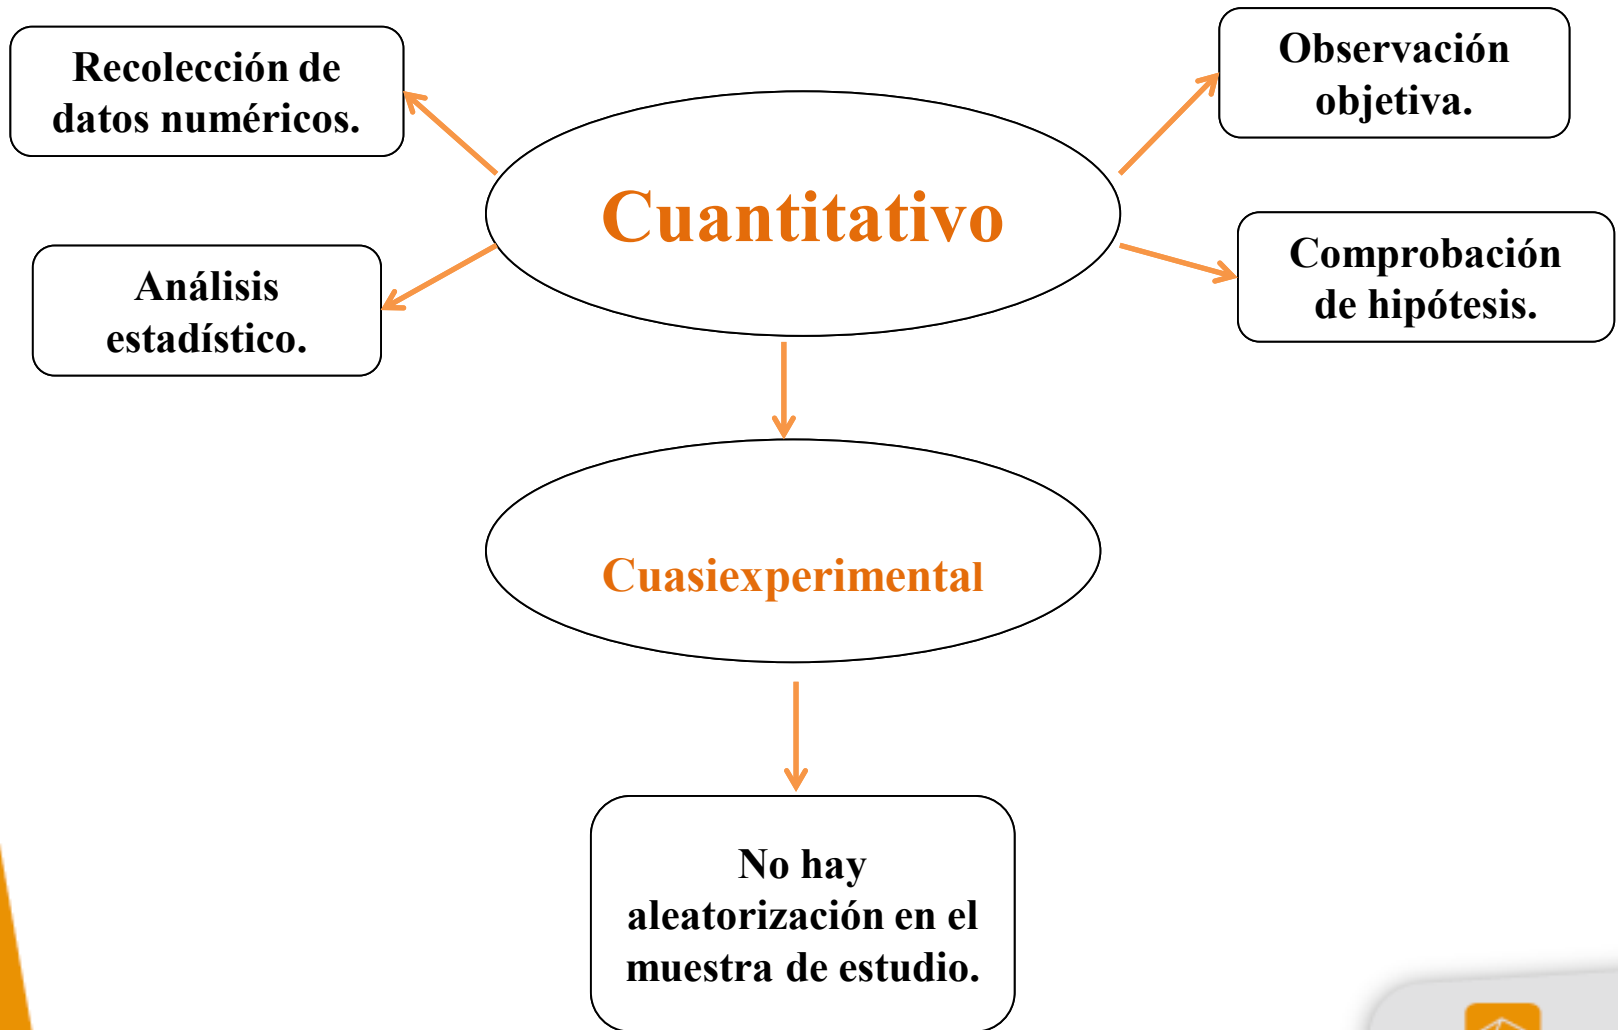 Recolección de
datos numéricos.
Observación
objetiva.
Cuantitativo
Análisis
estadístico.
Comprobación
de hipótesis.
Cuasiexperimental
No hay
aleatorización en el
muestra de estudio.